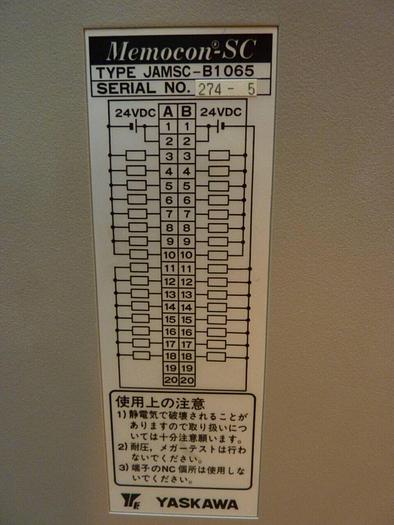 Memocon-SC
TYPE JAMSC-B1065
SERIAL NO. 274-5
24VDC A B 24VDC
1 1
2 2
3 3
4 4
5 5
6 6
7 7
8 8
9 9
10 10
11 11
12 12
13 13
14 14
15 15
16 16
17 17
18 18
19 19
20 20
使用上の注意
1) 静電気で破壊されることが
ありますので取り扱いにつ
いては十分注意願います。
2) 耐圧，メガーテストは行わ
ないでください。
3) 端子のNC個所は使用しな
いでください。
YASKAWA